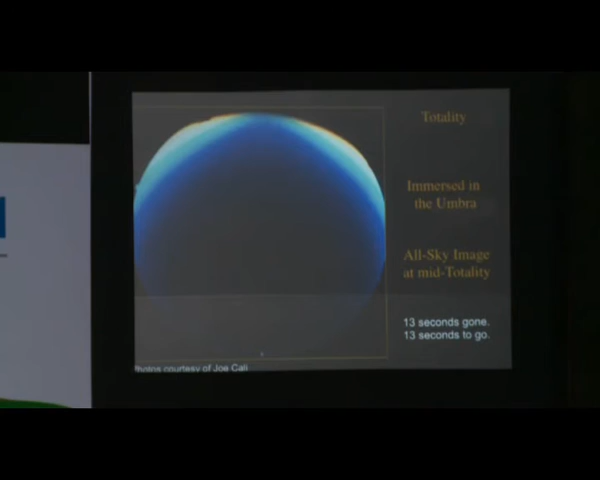 Totality
Immersed in
the Umbra
All-Sky Image
at mid-Totality
13 seconds gone.
13 seconds to go.
Photos courtesy of Joe Cali